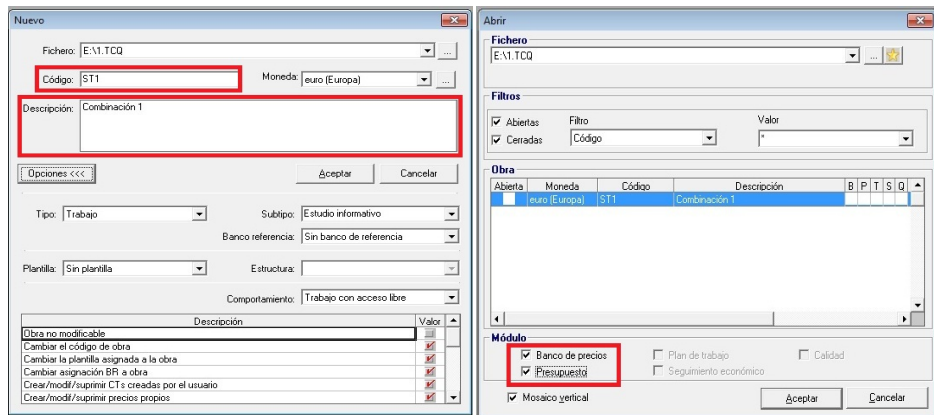 Nuevo
Fichero: E:\1.TCQ ...
Código: ST1 Moneda: euro (Europa) ...
Descripción: Combinación 1
Opciones <<< Aceptar Cancelar
Tipo: Trabajo Subtipo: Estudio informativo
Banco referencia: Sin banco de referencia
Plantilla: Sin plantilla Estructura:
Comportamiento: Trabajo con acceso libre
Descripción Valor
Obra no modificable
Cambiar el código de obra
Cambiar la plantilla asignada a la obra
Cambiar asignación BR a obra
Crear/modif/suprimir CTs creadas por el usuario
Crear/modif/suprimir precios propios
Abrir
Fichero
E:\1.TCQ ...
Filtros
Abiertas Filtro Valor
Cerradas Código *
Obra
Abierta Moneda Código Descripción B P T S Q
euro (Europa) ST1 Combinación 1
Módulo
Banco de precios Plan de trabajo Calidad
Presupuesto Seguimiento económico
Mosaico vertical Aceptar Cancelar